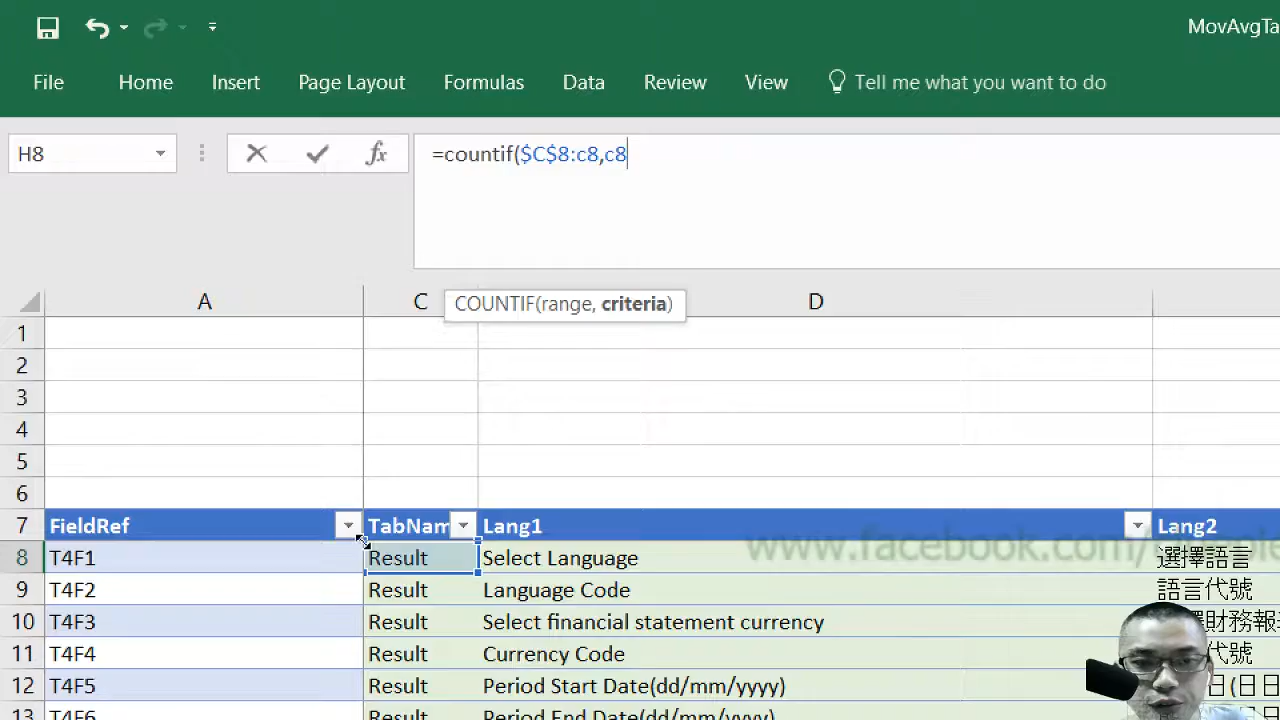 MovAvgTa
File Home Insert Page Layout Formulas Data Review View Tell me what you want to do
H8 fx =countif($C$8:c8,c8
COUNTIF(range, criteria)
A C D
1
2
3
4
5
6
7 FieldRef TabNam Lang1 Lang2
www.facebook.com/
8 T4F1 Result Select Language 選擇語言
9 T4F2 Result Language Code 語言代號
10 T4F3 Result Select financial statement currency 財務報
11 T4F4 Result Currency Code 代號
12 T4F5 Result Period Start Date(dd/mm/yyyy) 日(日
13 T4F6 Result Period End Date(dd/mm/yyyy)